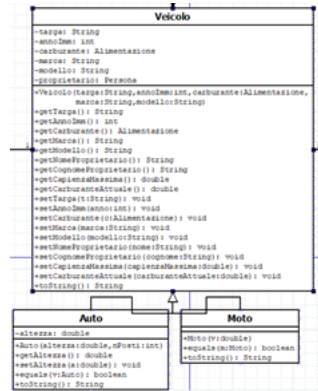 Veicolo
-targa: String
-annoImm: int
-carburante: Alimentazione
-marca: String
-modello: String
-proprietario: Persona
+Veicolo(targa:String,annoImm:int,carburante:Alimentazione,
marca:String,modello:String)
+getTarga(): String
+getAnnoImm(): int
+getCarburante(): Alimentazione
+getMarca(): String
+getModello(): String
+getNomeProprietario(): String
+getCognomeProprietario(): String
+getCapienzaMassima(): double
+getCarburanteAttuale(): double
+setTarga(t:String): void
+setAnnoImm(anno:int): void
+setCarburante(c:Alimentazione): void
+setMarca(marca:String): void
+setModello(modello:String): void
+setNomeProprietario(nome:String): void
+setCognomeProprietario(cognome:String): void
+setCapienzaMassima(capienzaMassima:double): void
+setCarburanteAttuale(carburanteAttuale:double): void
+toString(): String
Auto
-altezza: double
+Auto(altezza:double,nPosti:int)
+getAltezza(): double
+setAltezza(a:double): void
+equals(v:Auto): boolean
+toString(): String
Moto
+Moto(v:double)
+equals(m:Moto): boolean
+toString(): String